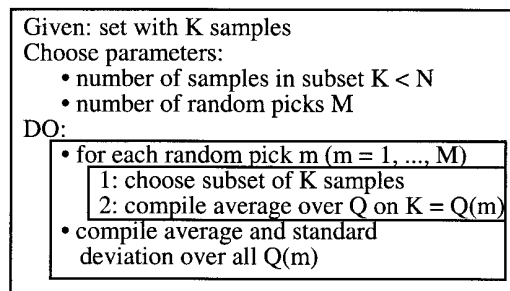 Given: set with K samples
Choose parameters:
• number of samples in subset K < N
• number of random picks M
DO:
• for each random pick m (m = 1, ..., M)
1: choose subset of K samples
2: compile average over Q on K = Q(m)
• compile average and standard
deviation over all Q(m)